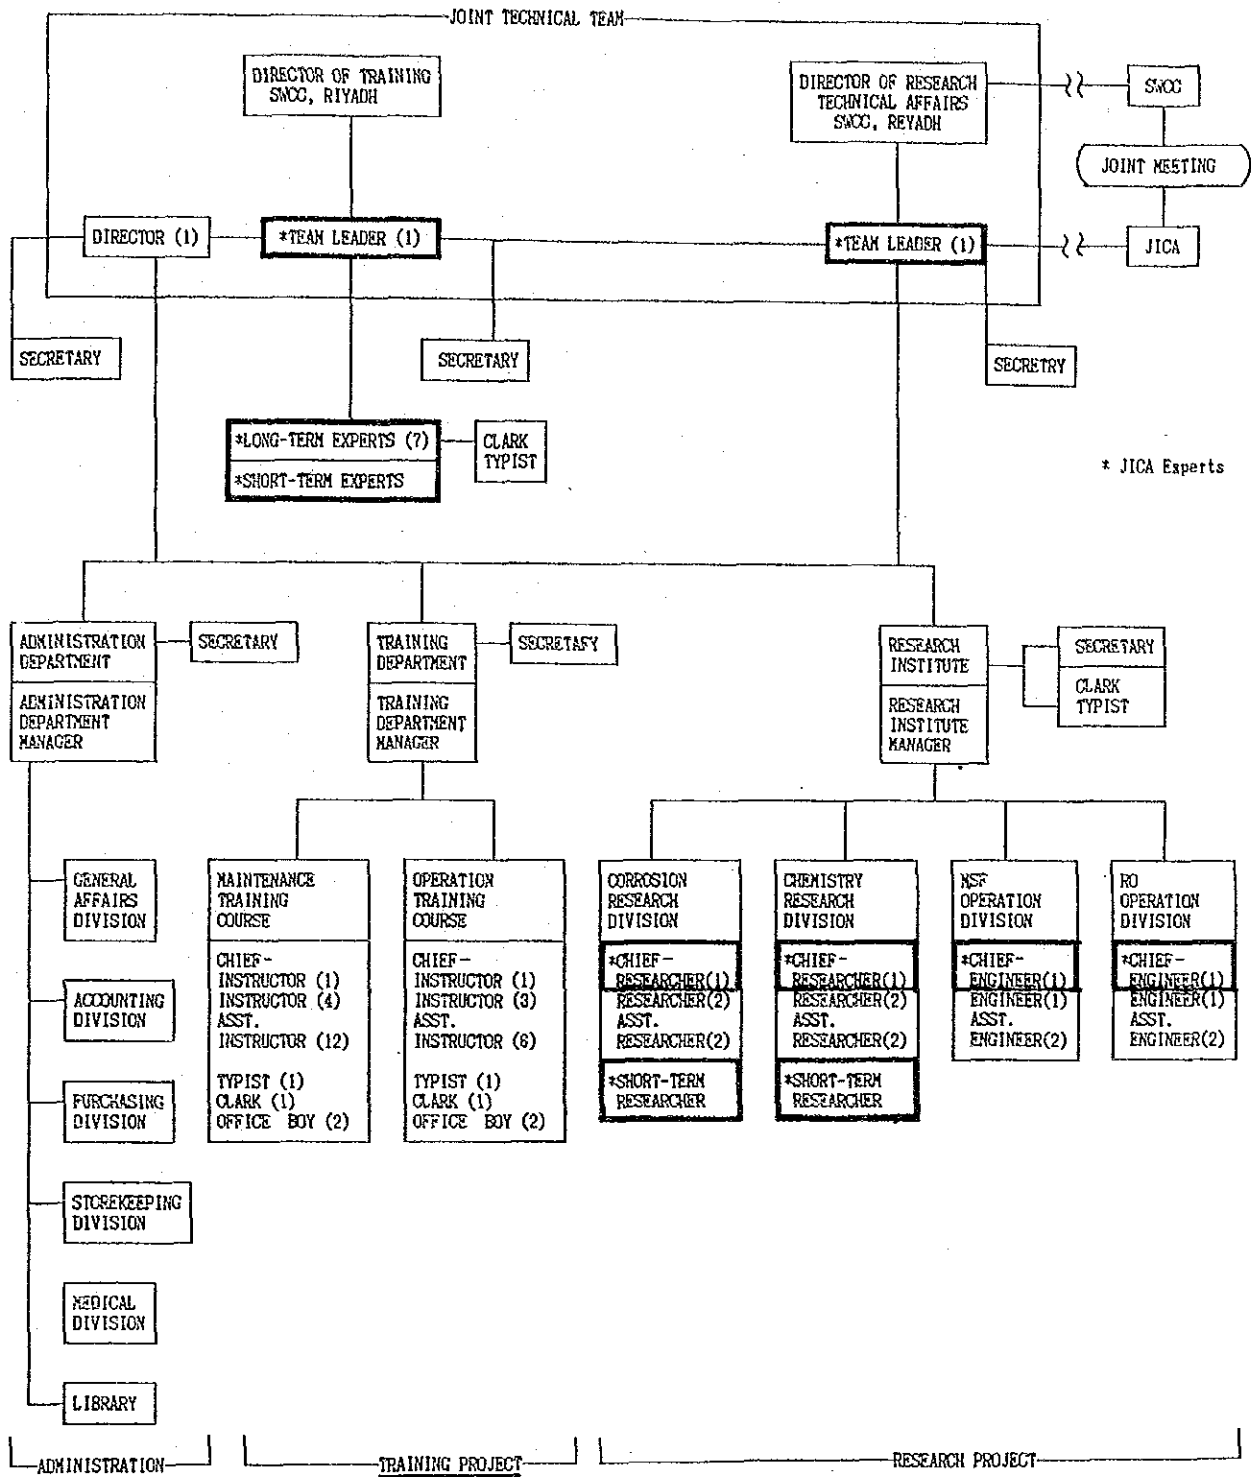 JOINT TECHNICAL TEAM
DIRECTOR OF TRAINING
SWCC, RIYADH
DIRECTOR OF RESEARCH
TECHNICAL AFFAIRS
SWCC, REYADH
SWCC
JOINT MEETING
DIRECTOR (1)
*TEAM LEADER (1)
*TEAM LEADER (1)
JICA
SECRETARY
SECRETARY
SECRETRY
*LONG-TERM EXPERTS (7)
*SHORT-TERM EXPERTS
CLARK
TYPIST
* JICA Experts
ADMINISTRATION
DEPARTMENT
ADMINISTRATION
DEPARTMENT
MANAGER
SECRETARY
TRAINING
DEPARTMENT
TRAINING
DEPARTMENT
MANAGER
SECRETAFY
RESEARCH
INSTITUTE
RESEARCH
INSTITUTE
MANAGER
SECRETARY
CLARK
TYPIST
GENERAL
AFFAIRS
DIVISION
ACCOUNTING
DIVISION
PURCHASING
DIVISION
STOREKEEPING
DIVISION
MEDICAL
DIVISION
LIBRARY
MAINTENANCE
TRAINING
COURSE
CHIEF-
INSTRUCTOR (1)
INSTRUCTOR (4)
ASST.
INSTRUCTOR (12)
TYPIST (1)
CLARK (1)
OFFICE BOY (2)
OPERATION
TRAINING
COURSE
CHIEF-
INSTRUCTOR (1)
INSTRUCTOR (3)
ASST.
INSTRUCTOR (6)
TYPIST (1)
CLARK (1)
OFFICE BOY (2)
CORROSION
RESEARCH
DIVISION
*CHIEF-
RESEARCHER(1)
RESEARCHER(2)
ASST.
RESEARCHER(2)
*SHORT-TERM
RESEARCHER
CHEMISTRY
RESEARCH
DIVISION
*CHIEF-
RESEARCHER(1)
RESEARCHER(2)
ASST.
RESEARCHER(2)
*SHORT-TERM
RESEARCHER
MSF
OPERATION
DIVISION
*CHIEF-
ENGINEER(1)
ENGINEER(1)
ASST.
ENGINEER(2)
RO
OPERATION
DIVISION
*CHIEF-
ENGINEER(1)
ENGINEER(1)
ASST.
ENGINEER(2)
ADMINISTRATION
TRAINING PROJECT
RESEARCH PROJECT